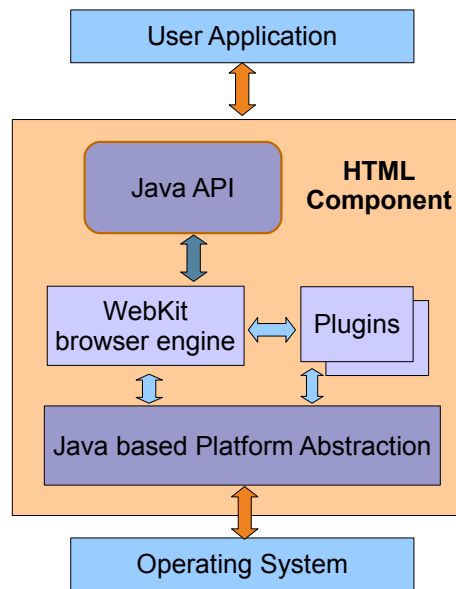 User Application
Java API
HTML
Component
WebKit
browser engine
Plugins
Java based Platform Abstraction
Operating System